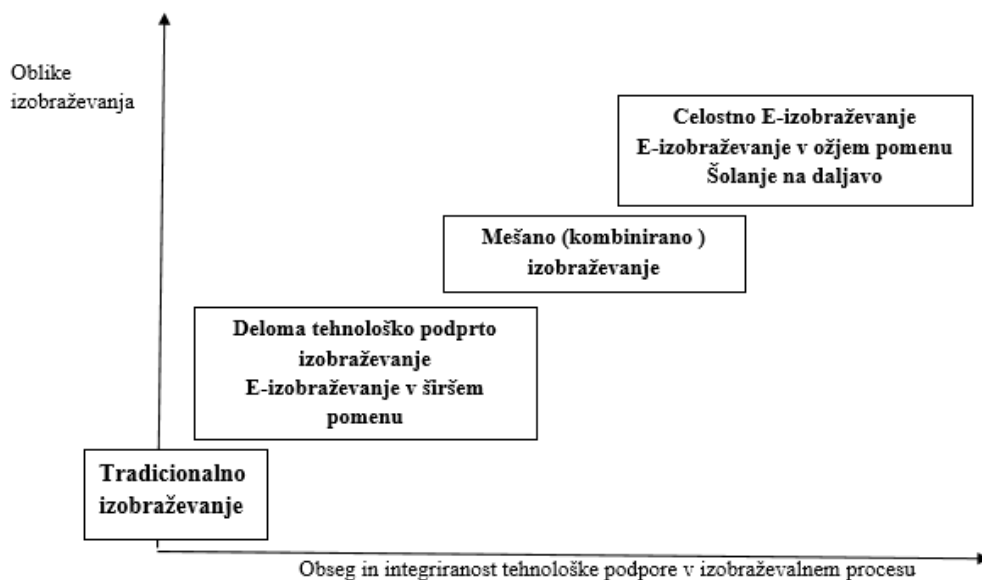 Oblike
izobraževanja
Celostno E-izobraževanje
E-izobraževanje v ožjem pomenu
Šolanje na daljavo
Mešano (kombinirano )
izobraževanje
Deloma tehnološko podprto
izobraževanje
E-izobraževanje v širšem
pomenu
Tradicionalno
izobraževanje
Obseg in integriranost tehnološke podpore v izobraževalnem procesu